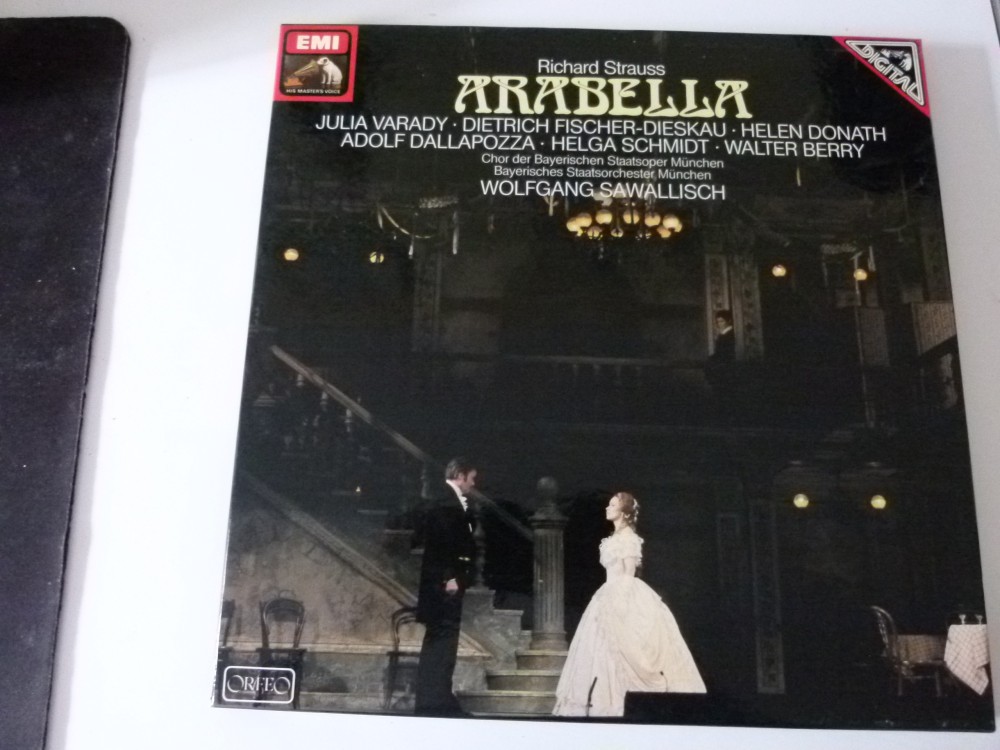 EMI
HIS MASTER'S VOICE
DIGITAL
Richard Strauss
ARABELLA
JULIA VARADY · DIETRICH FISCHER-DIESKAU · HELEN DONATH
ADOLF DALLAPOZZA · HELGA SCHMIDT · WALTER BERRY
Chor der Bayerischen Staatsoper München
Bayerisches Staatsorchester München
WOLFGANG SAWALLISCH
ORFEO